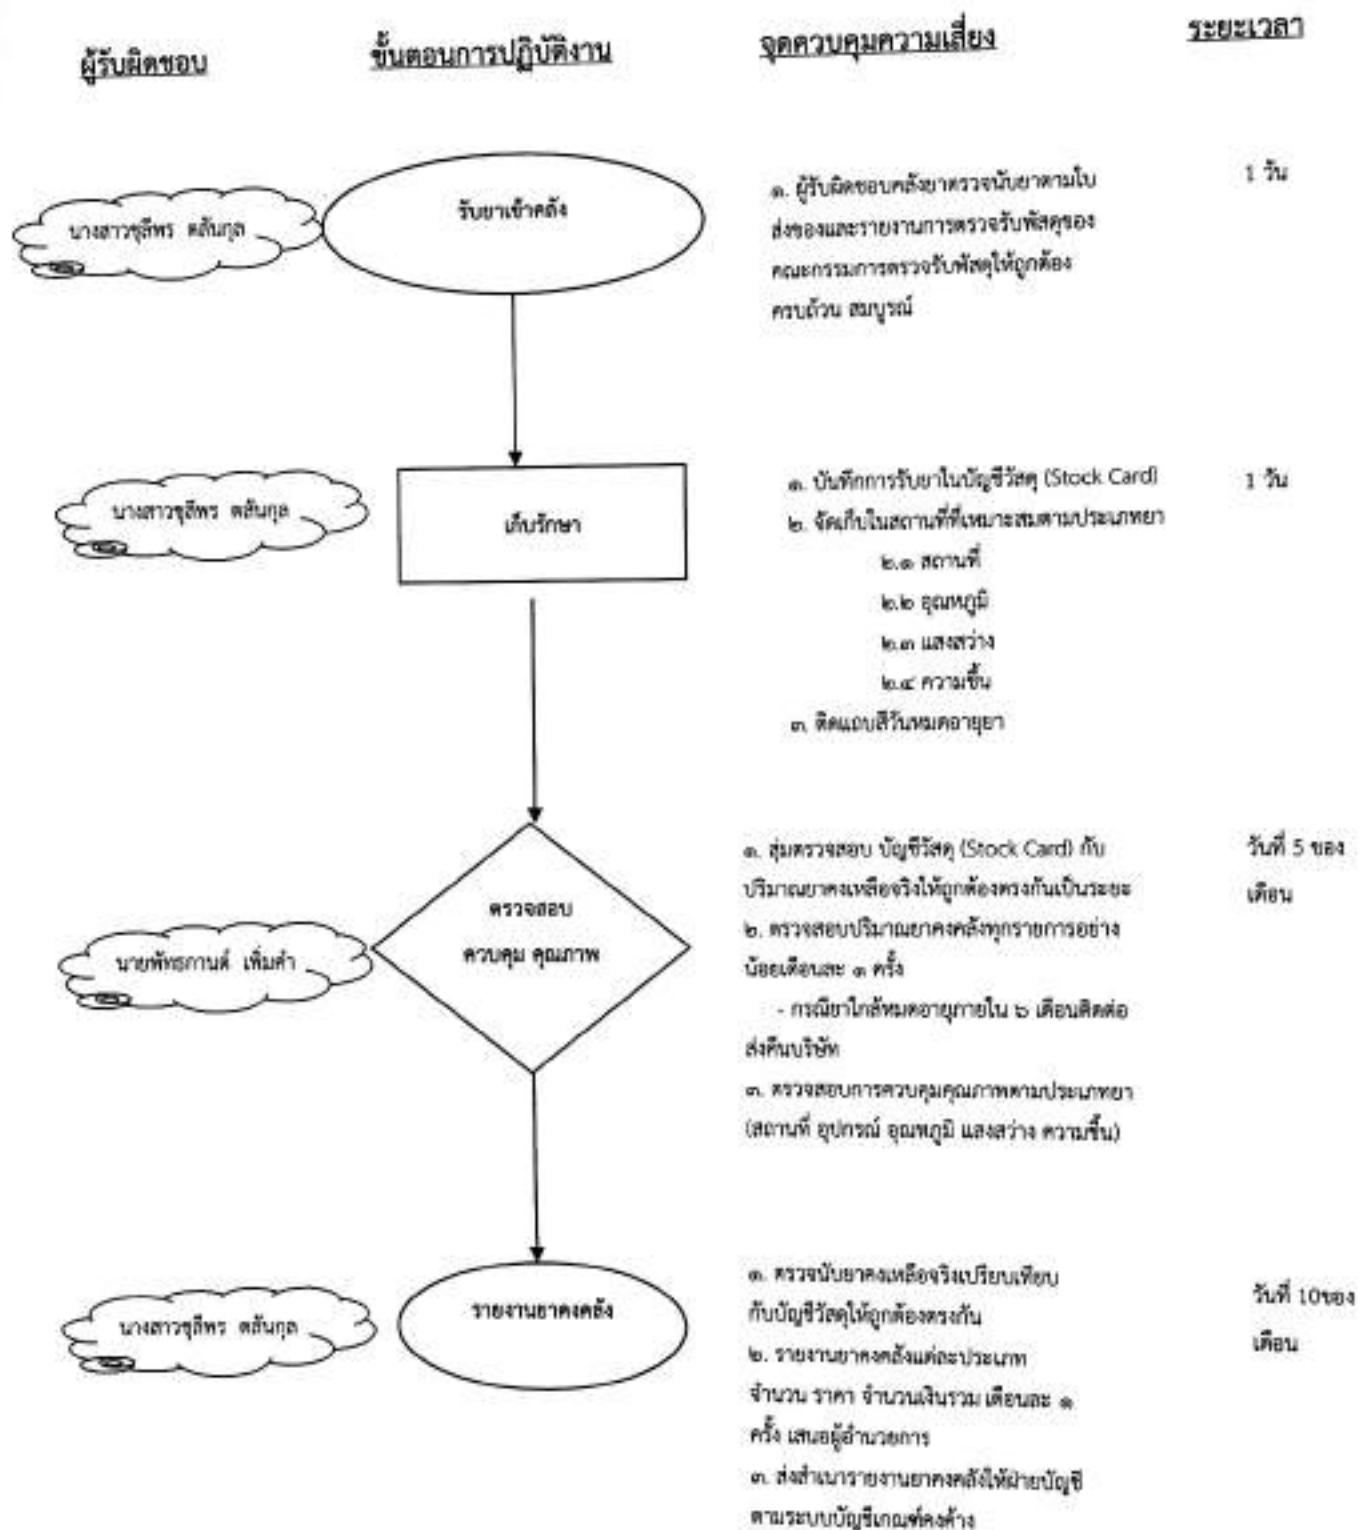 ผู้รับผิดชอบ
ขั้นตอนการปฏิบัติงาน
จุดควบคุมความเสี่ยง
ระยะเวลา
นางสาวชุลีพร ตสันกุล
รับยาเข้าคลัง
๑. ผู้รับผิดชอบคลังยาตรวจนับยาตามใบ
ส่งของและรายงานการตรวจรับพัสดุของ
คณะกรรมการตรวจรับพัสดุให้ถูกต้อง
ครบถ้วน สมบูรณ์
1 วัน
นางสาวชุลีพร ตสันกุล
เก็บรักษา
๑. บันทึกการรับยาในบัญชีวัสดุ (Stock Card)
๒. จัดเก็บในสถานที่ที่เหมาะสมตามประเภทยา
๒.๑ สถานที่
๒.๒ อุณหภูมิ
๒.๓ แสงสว่าง
๒.๔ ความชื้น
๓. ติดแถบสีวันหมดอายุยา
1 วัน
นายพัทธกานต์ เพิ่มคำ
ตรวจสอบ
ควบคุม คุณภาพ
๑. สุ่มตรวจสอบ บัญชีวัสดุ (Stock Card) กับ
ปริมาณยาคงเหลือจริงให้ถูกต้องตรงกันเป็นระยะ
๒. ตรวจสอบปริมาณยาคงคลังทุกรายการอย่าง
น้อยเดือนละ ๑ ครั้ง
- กรณียาใกล้หมดอายุภายใน ๖ เดือนติดต่อ
ส่งคืนบริษัท
๓. ตรวจสอบการควบคุมคุณภาพตามประเภทยา
(สถานที่ อุปกรณ์ อุณหภูมิ แสงสว่าง ความชื้น)
วันที่ 5 ของ
เดือน
นางสาวชุลีพร ตสันกุล
รายงานยาคงคลัง
๑. ตรวจนับยาคงเหลือจริงเปรียบเทียบ
กับบัญชีวัสดุให้ถูกต้องตรงกัน
๒. รายงานยาคงคลังแต่ละประเภท
จำนวน ราคา จำนวนเงินรวม เดือนละ ๑
ครั้ง เสนอผู้อำนวยการ
๓. ส่งสำเนารายงานยาคงคลังให้ฝ่ายบัญชี
ตามระบบบัญชีเกณฑ์คงค้าง
วันที่ 10ของ
เดือน